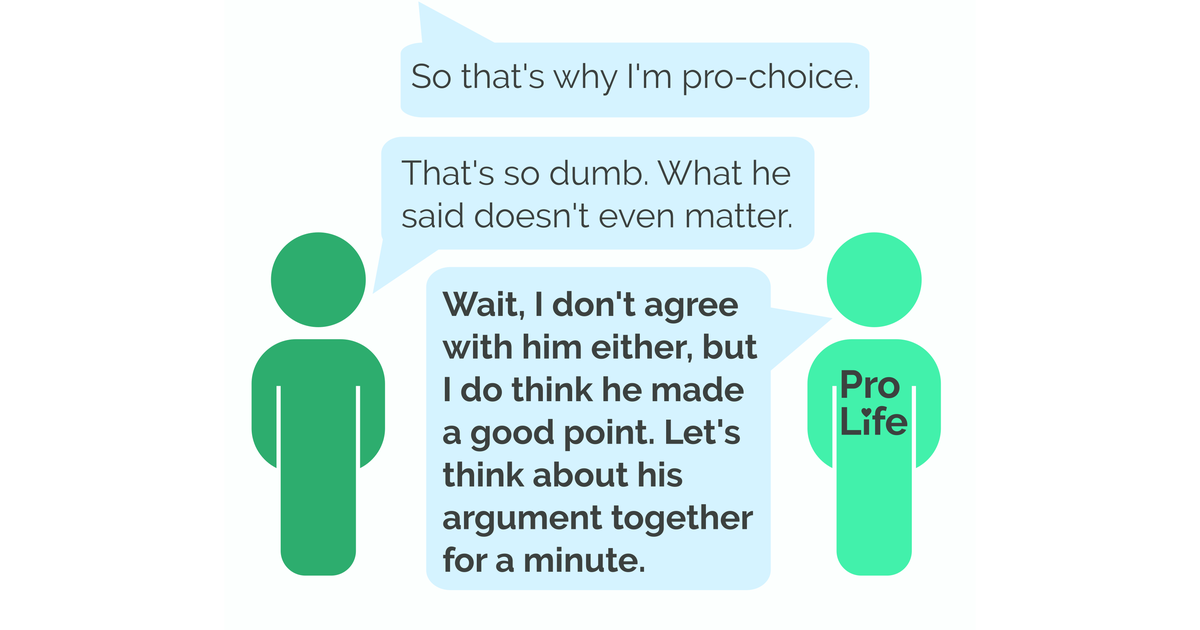 So that's why I'm pro-choice.
That's so dumb. What he
said doesn't even matter.
Wait, I don't agree
with him either, but
I do think he made
a good point. Let's
think about his
argument together
for a minute.
Pro
Life